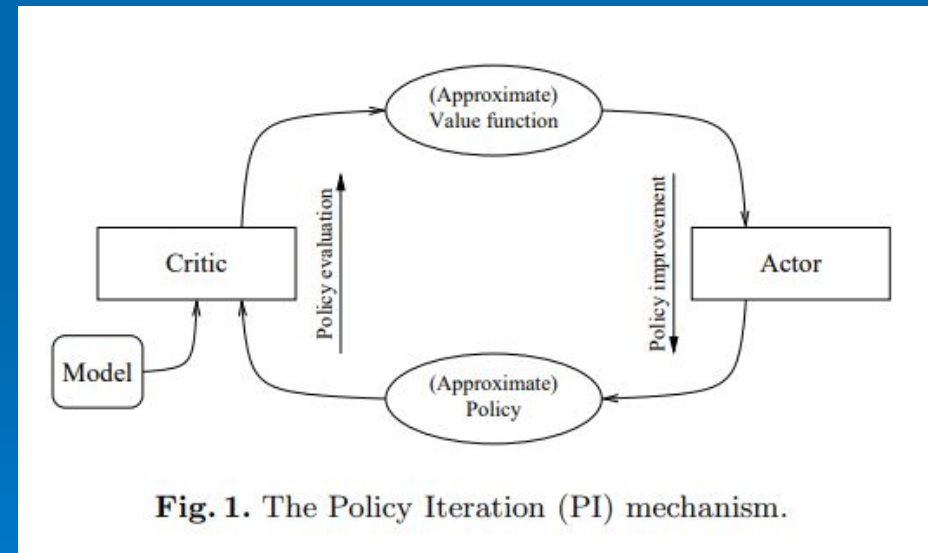 (Approximate)
Value function
Policy evaluation
Policy improvement
Critic
Actor
Model
(Approximate)
Policy
Fig. 1. The Policy Iteration (PI) mechanism.